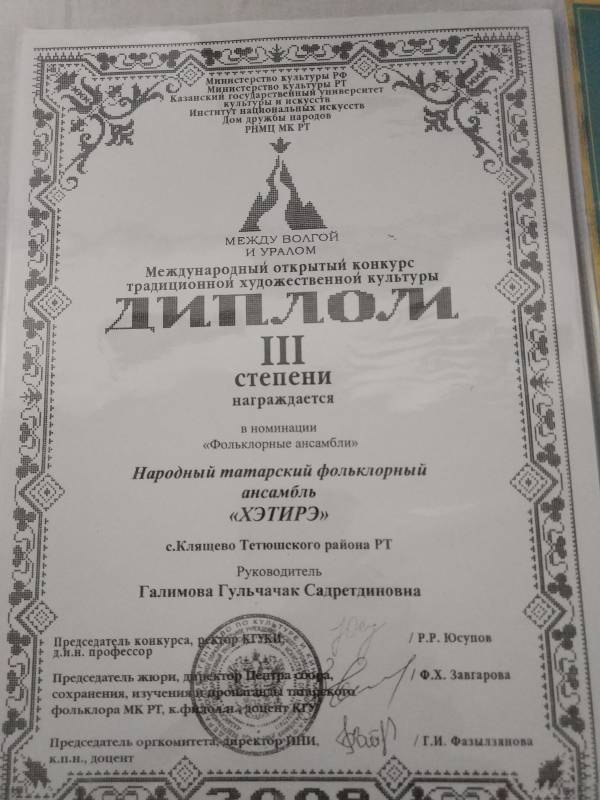 Министерство культуры РФ
Министерство культуры РТ
Казанский государственный университет
культуры и искусств
Институт национальных искусств
Дом дружбы народов
РНМЦ МК РТ
МЕЖДУ ВОЛГОЙ
И УРАЛОМ
Международный открытый конкурс
традиционной художественной культуры
ДИПЛОМ
III
степени
награждается
в номинации
«Фольклорные ансамбли»
Народный татарский фольклорный
ансамбль
«ХЭТИРЭ»
с.Клящево Тетюшского района РТ
Руководитель
Галимова Гульчачак Садретдиновна
Председатель конкурса, ректор КГУКИ, / Р.Р. Юсупов
д.и.н. профессор
Председатель жюри, директор Центра сбора, / Ф.Х. Завгарова
сохранения, изучения и пропаганды татарского
фольклора МК РТ, к.филол.н., доцент КГУ
Председатель оргкомитета, директор ИНИ, / Г.И. Фазылзянова
к.п.н., доцент
2008